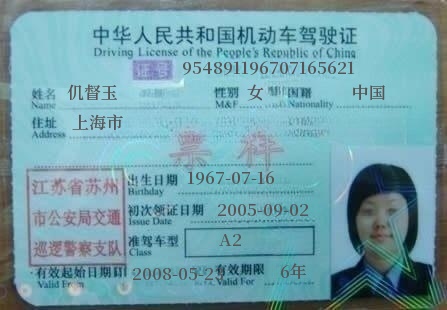 中华人民共和国机动车驾驶证
Driving License of the People's Republic of China
证号 954891196707165621
姓名 仉督玉 性别 女 国籍 中国
Name M&F Nationality
住址 上海市
Address
票样
出生日期 1967-07-16
Birthday
江苏省苏州
市公安局交通
巡逻警察支队
初次领证日期 2005-09-02
Issue Date
准驾车型 A2
Class
有效起始日期 2008-05-23 有效期限 6年
Valid From Valid For